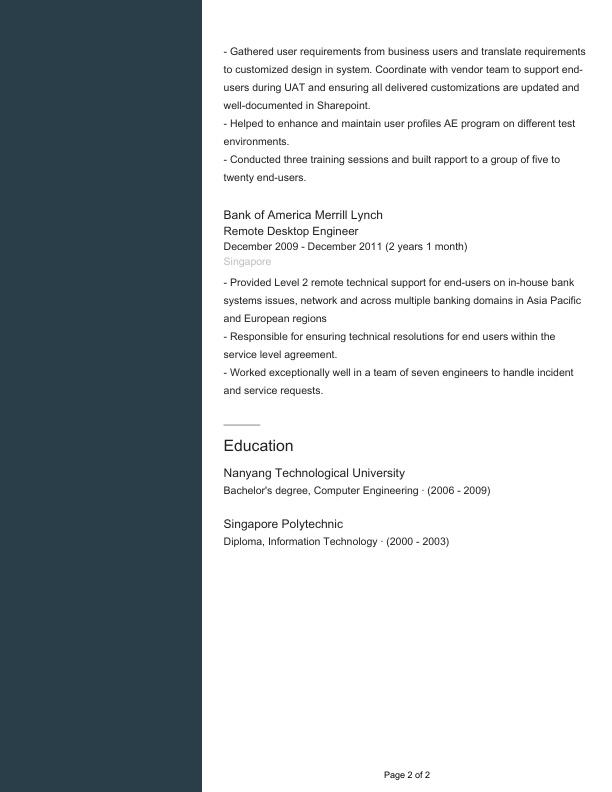 - Gathered user requirements from business users and translate requirements
to customized design in system. Coordinate with vendor team to support end-
users during UAT and ensuring all delivered customizations are updated and
well-documented in Sharepoint.
- Helped to enhance and maintain user profiles AE program on different test
environments.
- Conducted three training sessions and built rapport to a group of five to
twenty end-users.
Bank of America Merrill Lynch
Remote Desktop Engineer
December 2009 - December 2011 (2 years 1 month)
Singapore
- Provided Level 2 remote technical support for end-users on in-house bank
systems issues, network and across multiple banking domains in Asia Pacific
and European regions
- Responsible for ensuring technical resolutions for end users within the
service level agreement.
- Worked exceptionally well in a team of seven engineers to handle incident
and service requests.
Education
Nanyang Technological University
Bachelor's degree, Computer Engineering · (2006 - 2009)
Singapore Polytechnic
Diploma, Information Technology · (2000 - 2003)
Page 2 of 2